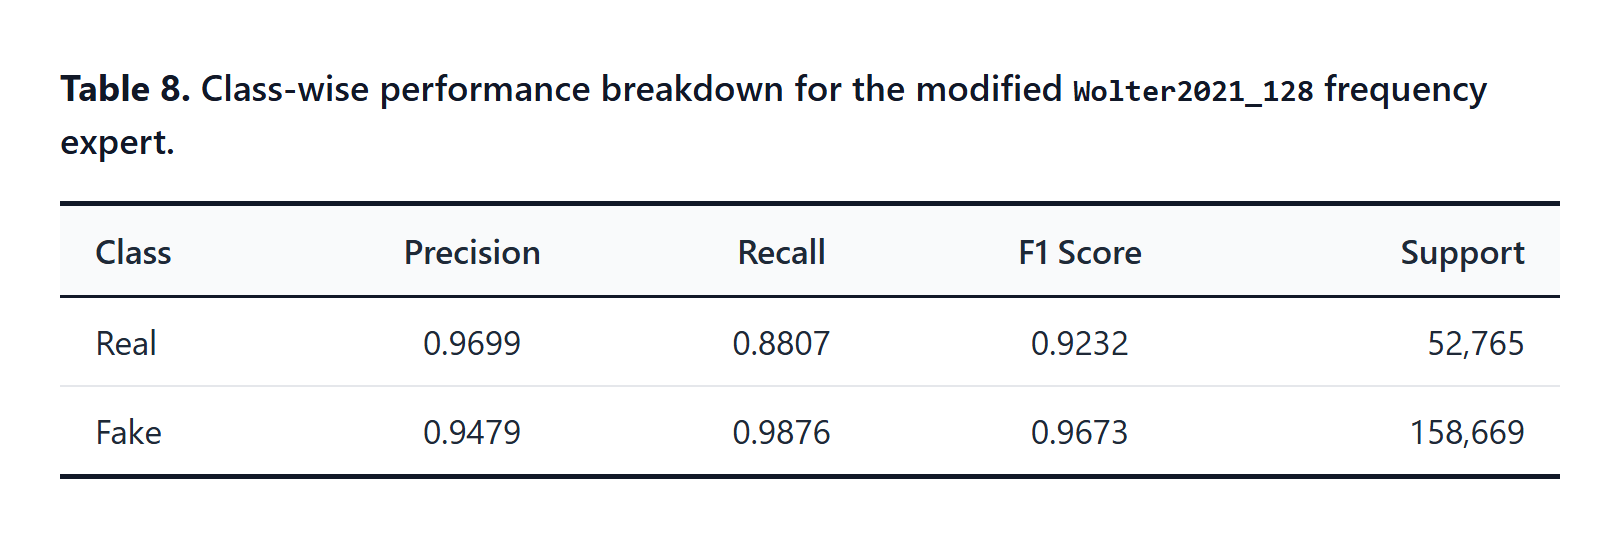 Table 8. Class-wise performance breakdown for the modified Wolter2021_128 frequency
expert.
Class Precision Recall F1 Score Support
Real 0.9699 0.8807 0.9232 52,765
Fake 0.9479 0.9876 0.9673 158,669